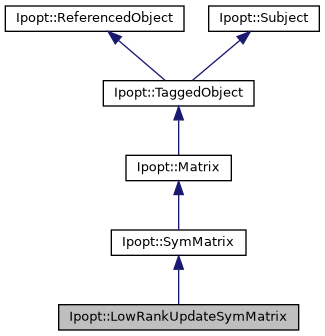 Ipopt::ReferencedObject
Ipopt::Subject
Ipopt::TaggedObject
Ipopt::Matrix
Ipopt::SymMatrix
Ipopt::LowRankUpdateSymMatrix